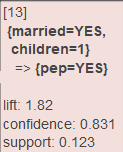 [13]
{married=YES,
children=1}
=> {pep=YES}
lift: 1.82
confidence: 0.831
support: 0.123